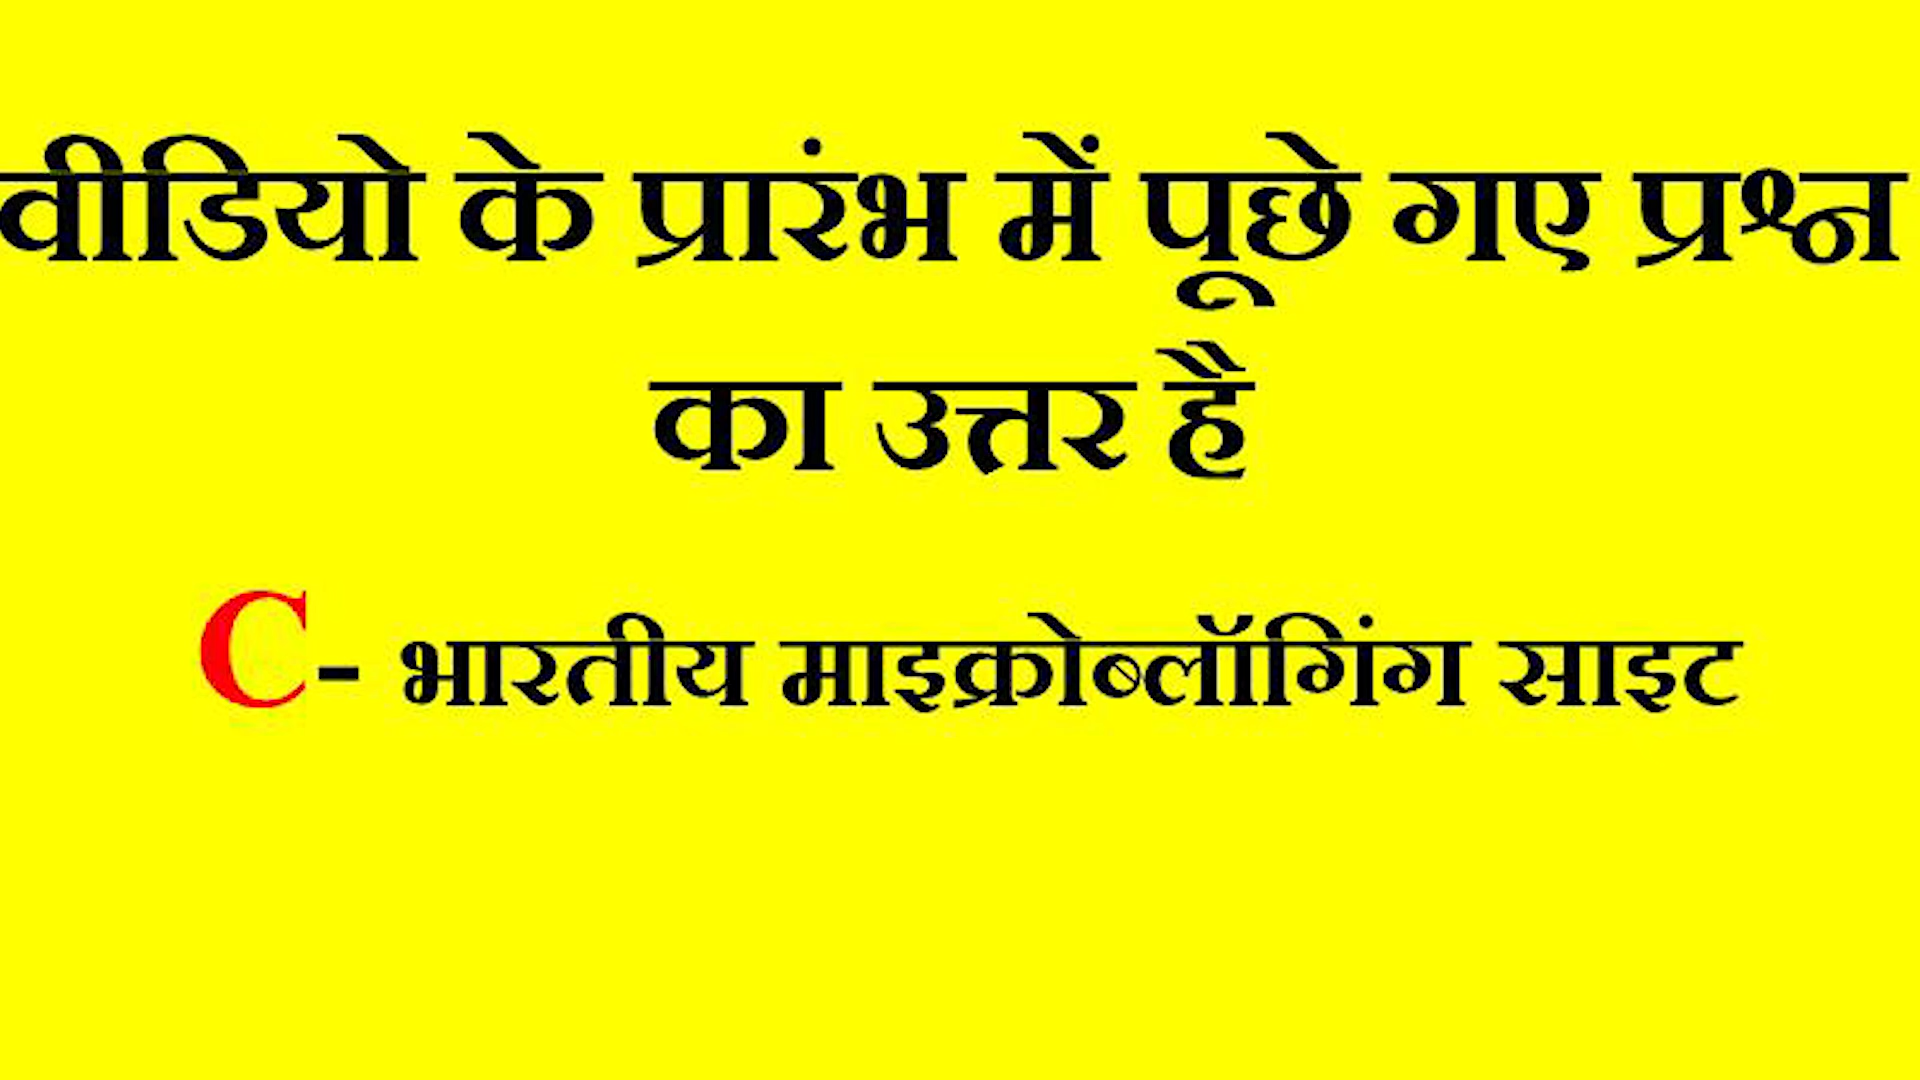 वीडियो के प्रारंभ में पूछे गए प्रश्न
का उत्तर है
C- भारतीय माइक्रोब्लॉगिंग साइट